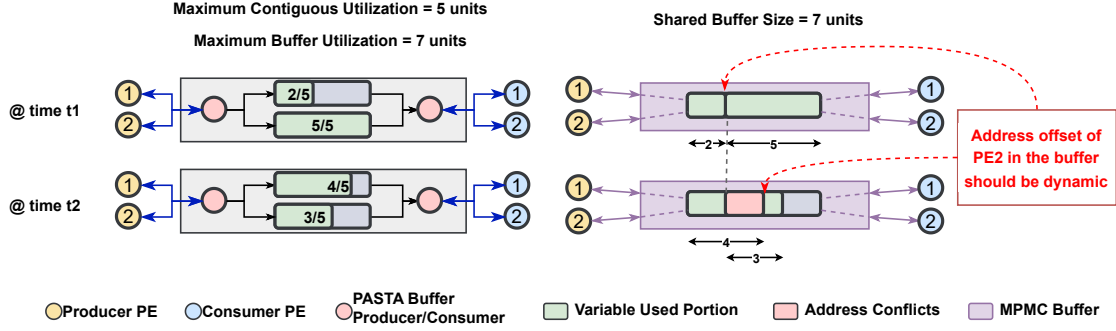 Maximum Contiguous Utilization = 5 units
Maximum Buffer Utilization = 7 units
Shared Buffer Size = 7 units
@ time t1
1
2
2/5
5/5
1
2
1
2
2
5
1
2
Address offset of
PE2 in the buffer
should be dynamic
@ time t2
1
2
4/5
3/5
1
2
1
2
4
3
1
2
Producer PE
Consumer PE
PASTA Buffer
Producer/Consumer
Variable Used Portion
Address Conflicts
MPMC Buffer